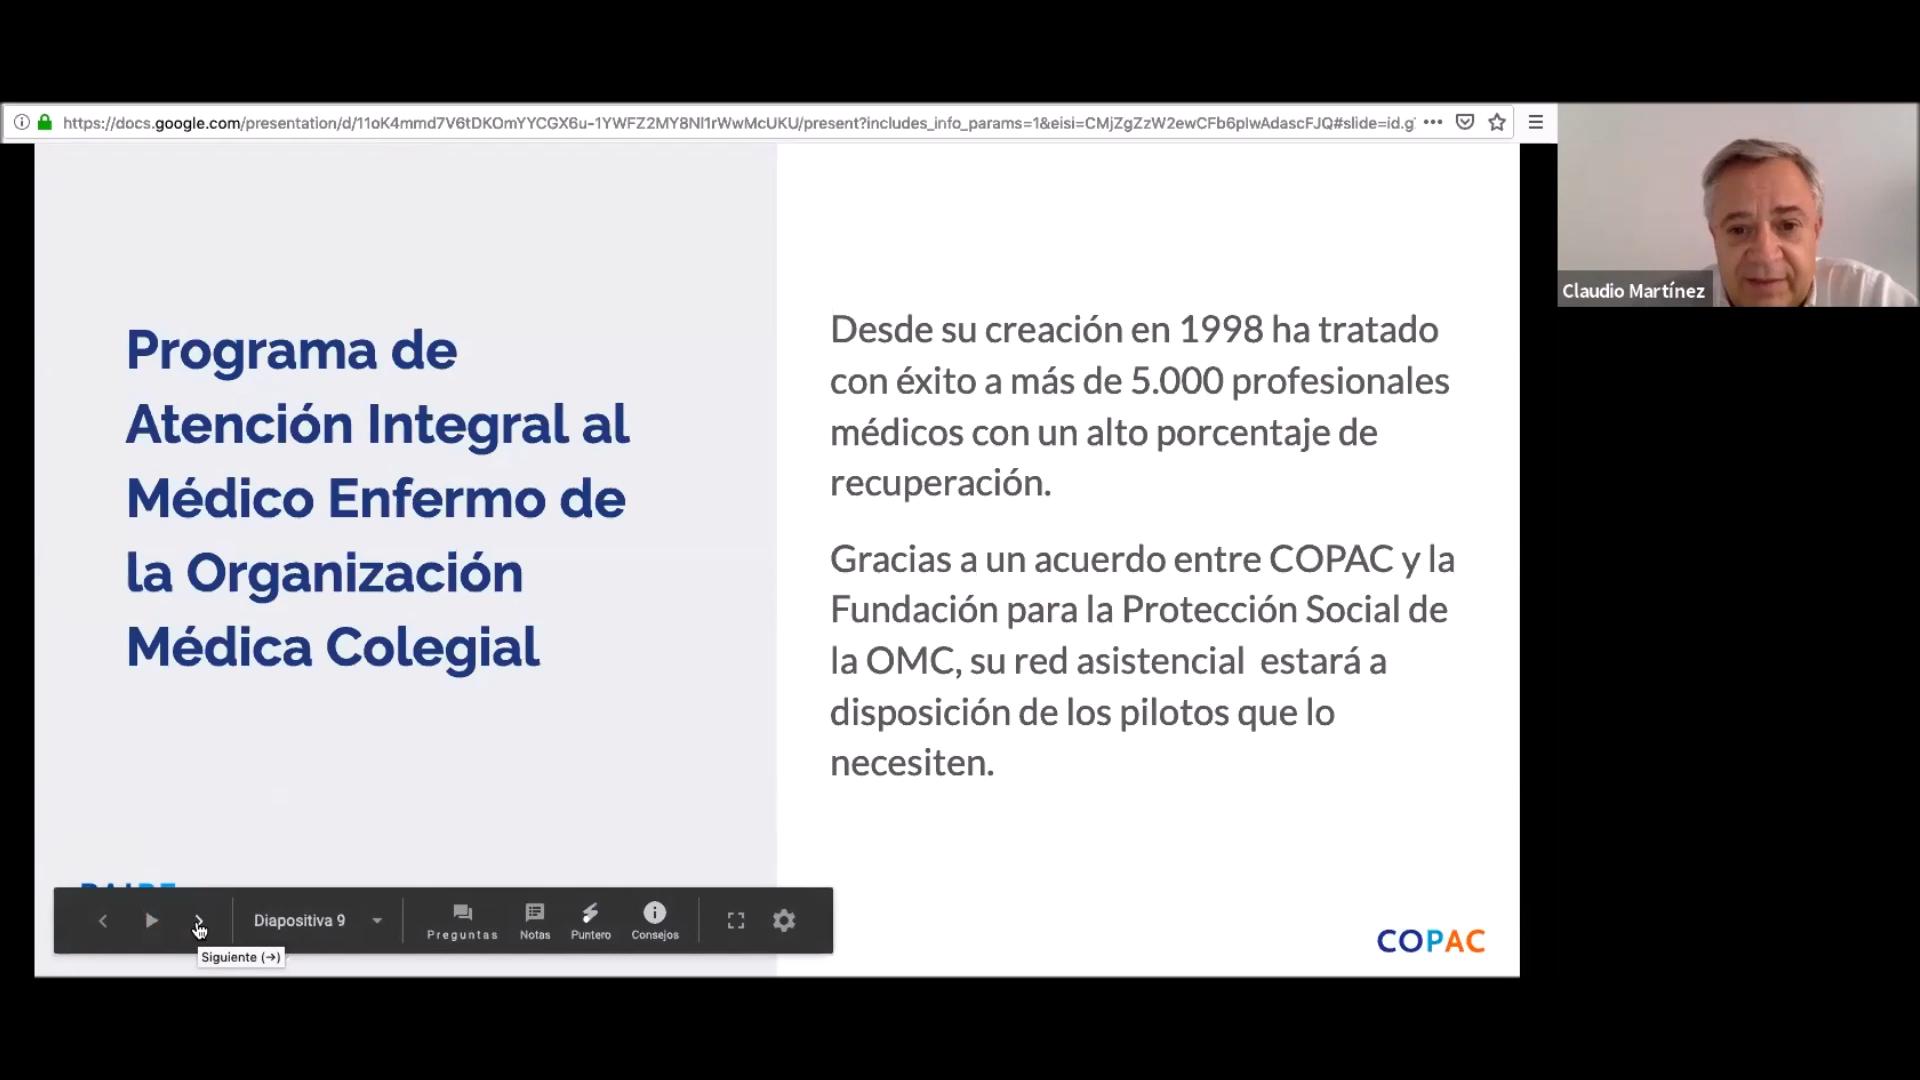 https://docs.google.com/presentation/d/11oK4mmd7V6tDKOmYYCGX6u-1YWFZ2MY8Nl1rWwMcUKU/present?includes_info_params=1&eisi=CMjZgZzW2ewCFb6plwAdascFJQ#slide=id.g
Claudio Martínez
Programa de
Atención Integral al
Médico Enfermo de
la Organización
Médica Colegial
Desde su creación en 1998 ha tratado
con éxito a más de 5.000 profesionales
médicos con un alto porcentaje de
recuperación.
Gracias a un acuerdo entre COPAC y la
Fundación para la Protección Social de
la OMC, su red asistencial estará a
disposición de los pilotos que lo
necesiten.
Diapositiva 9
Preguntas
Notas
Puntero
Consejos
Siguiente (→)
COPAC